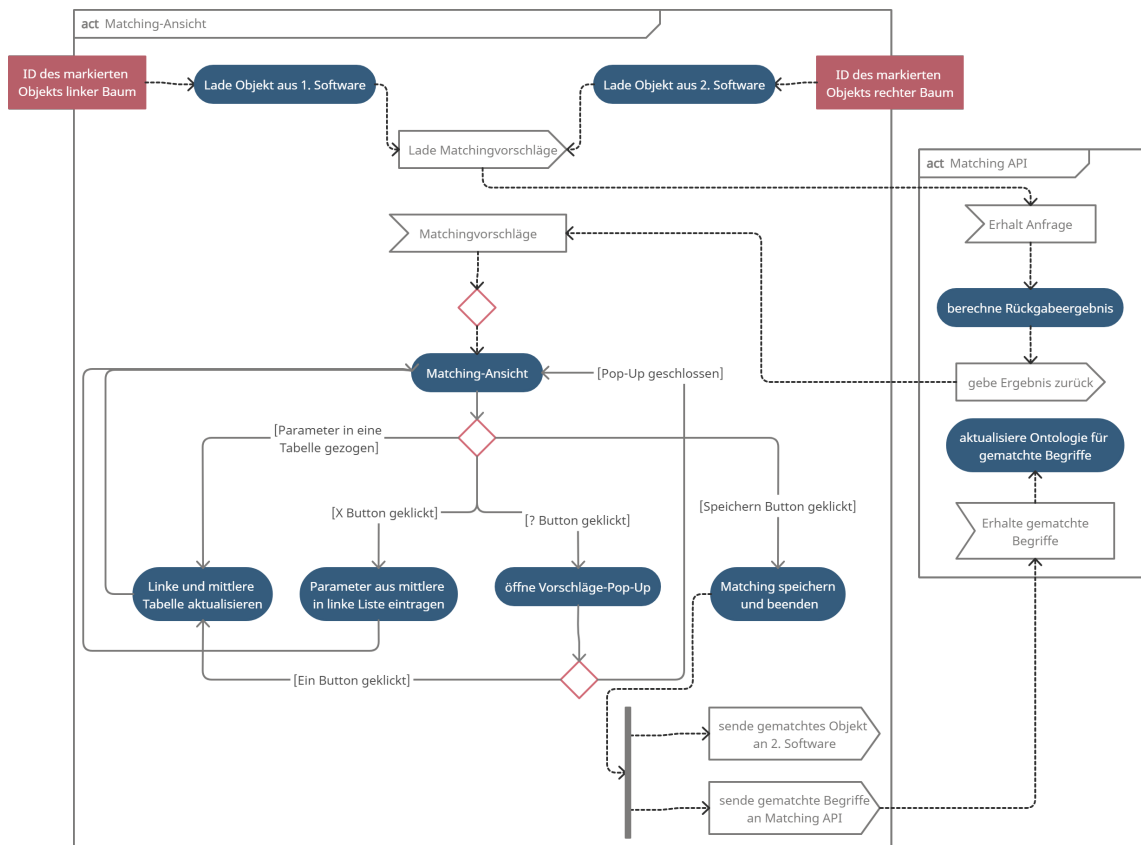 act Matching-Ansicht
ID des markierten
Objekts linker Baum
Lade Objekt aus 1. Software
Lade Objekt aus 2. Software
ID des markierten
Objekts rechter Baum
Lade Matchingvorschläge
act Matching API
Matchingvorschläge
Erhalt Anfrage
berechne Rückgabeergebnis
Matching-Ansicht
[Pop-Up geschlossen]
gebe Ergebnis zurück
[Parameter in eine
Tabelle gezogen]
aktualisiere Ontologie für
gematchte Begriffe
[X Button geklickt]
[? Button geklickt]
[Speichern Button geklickt]
Erhalte gematchte
Begriffe
Linke und mittlere
Tabelle aktualisieren
Parameter aus mittlere
in linke Liste eintragen
öffne Vorschläge-Pop-Up
Matching speichern
und beenden
[Ein Button geklickt]
sende gematchtes Objekt
an 2. Software
sende gematchte Begriffe
an Matching API